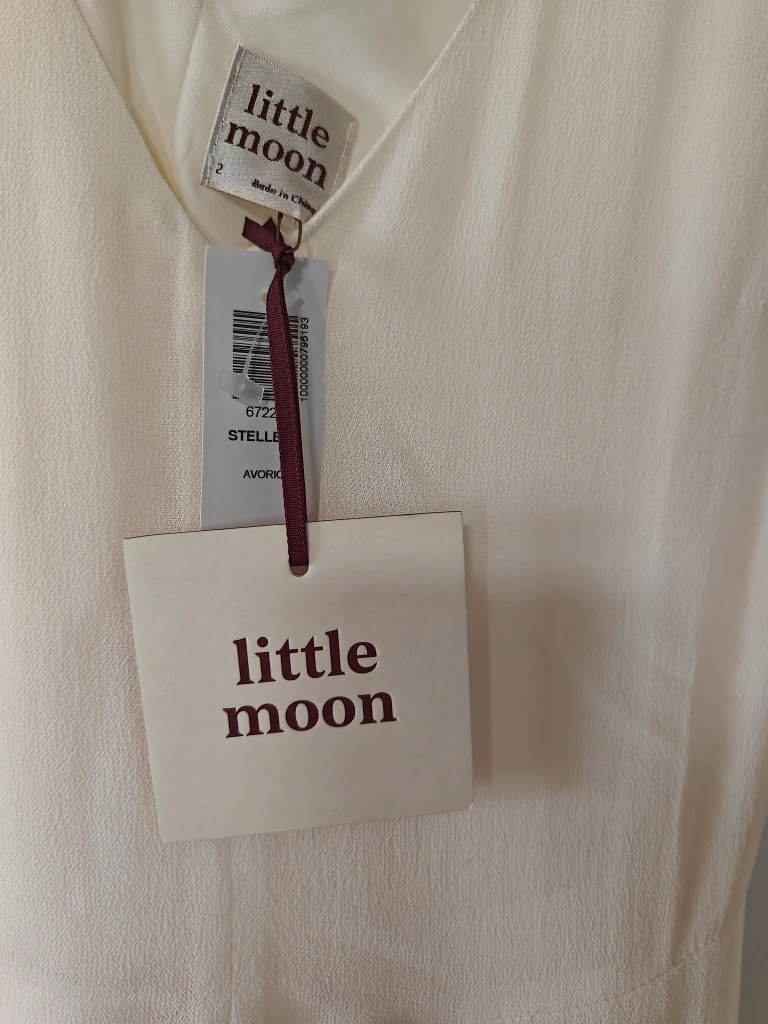 little
moon
2
Made in China
10000000796193
6722
STELLE
AVORIO
little
moon